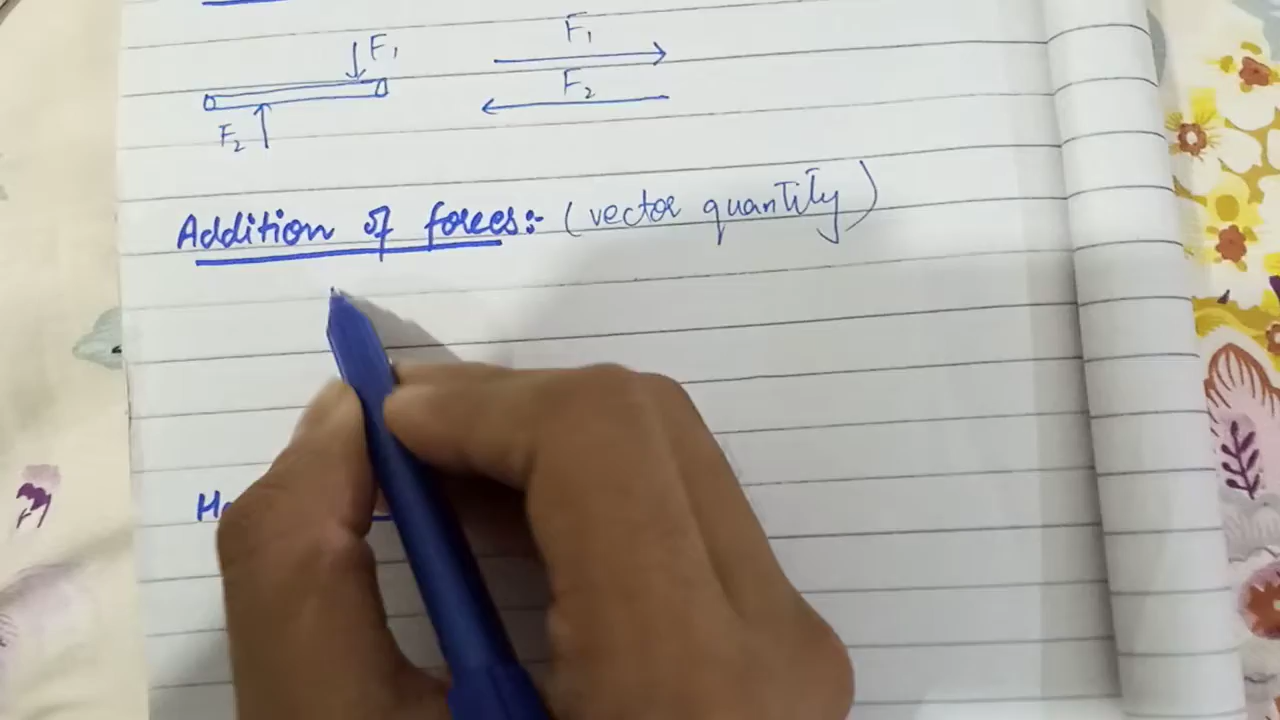 F₁
F₁
F₂
F₂
Addition of forces:- (vector quantity)